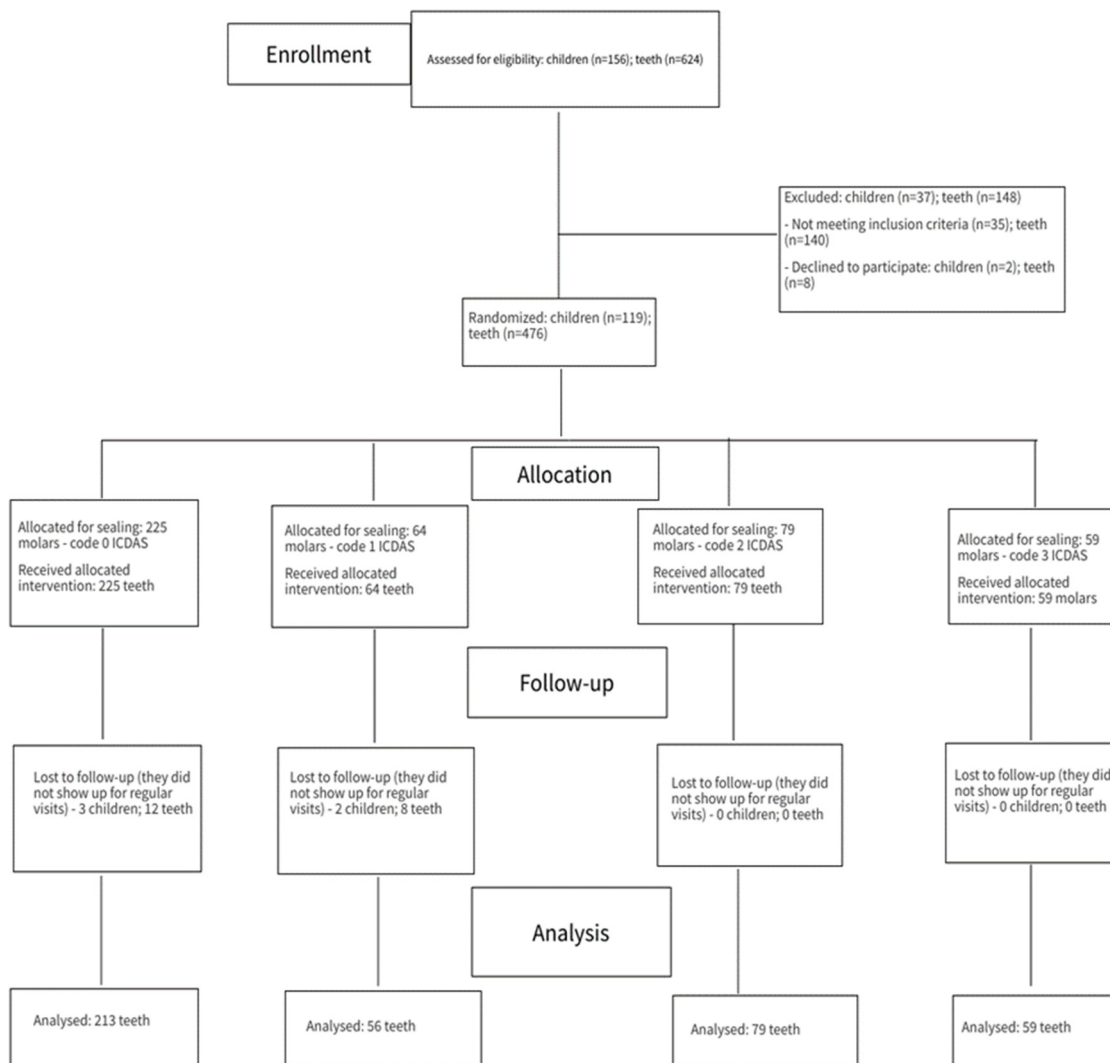 Enrollment
Assessed for eligibility: children (n=156); teeth (n=624)
Excluded: children (n=37); teeth (n=148)
- Not meeting inclusion criteria (n=35); teeth
(n=140)
- Declined to participate: children (n=2); teeth
(n=8)
Randomized: children (n=119);
teeth (n=476)
Allocation
Allocated for sealing: 225
molars - code 0 ICDAS
Received allocated
intervention: 225 teeth
Allocated for sealing: 64
molars - code 1 ICDAS
Received allocated
intervention: 64 teeth
Allocated for sealing: 79
molars - code 2 ICDAS
Received allocated
intervention: 79 teeth
Allocated for sealing: 59
molars - code 3 ICDAS
Received allocated
intervention: 59 molars
Follow-up
Lost to follow-up (they did
not show up for regular
visits) - 3 children; 12 teeth
Lost to follow-up (they did
not show up for regular
visits) - 2 children; 8 teeth
Lost to follow-up (they did
not show up for regular
visits) - 0 children; 0 teeth
Lost to follow-up (they did
not show up for regular
visits) - 0 children; 0 teeth
Analysis
Analysed: 213 teeth
Analysed: 56 teeth
Analysed: 79 teeth
Analysed: 59 teeth